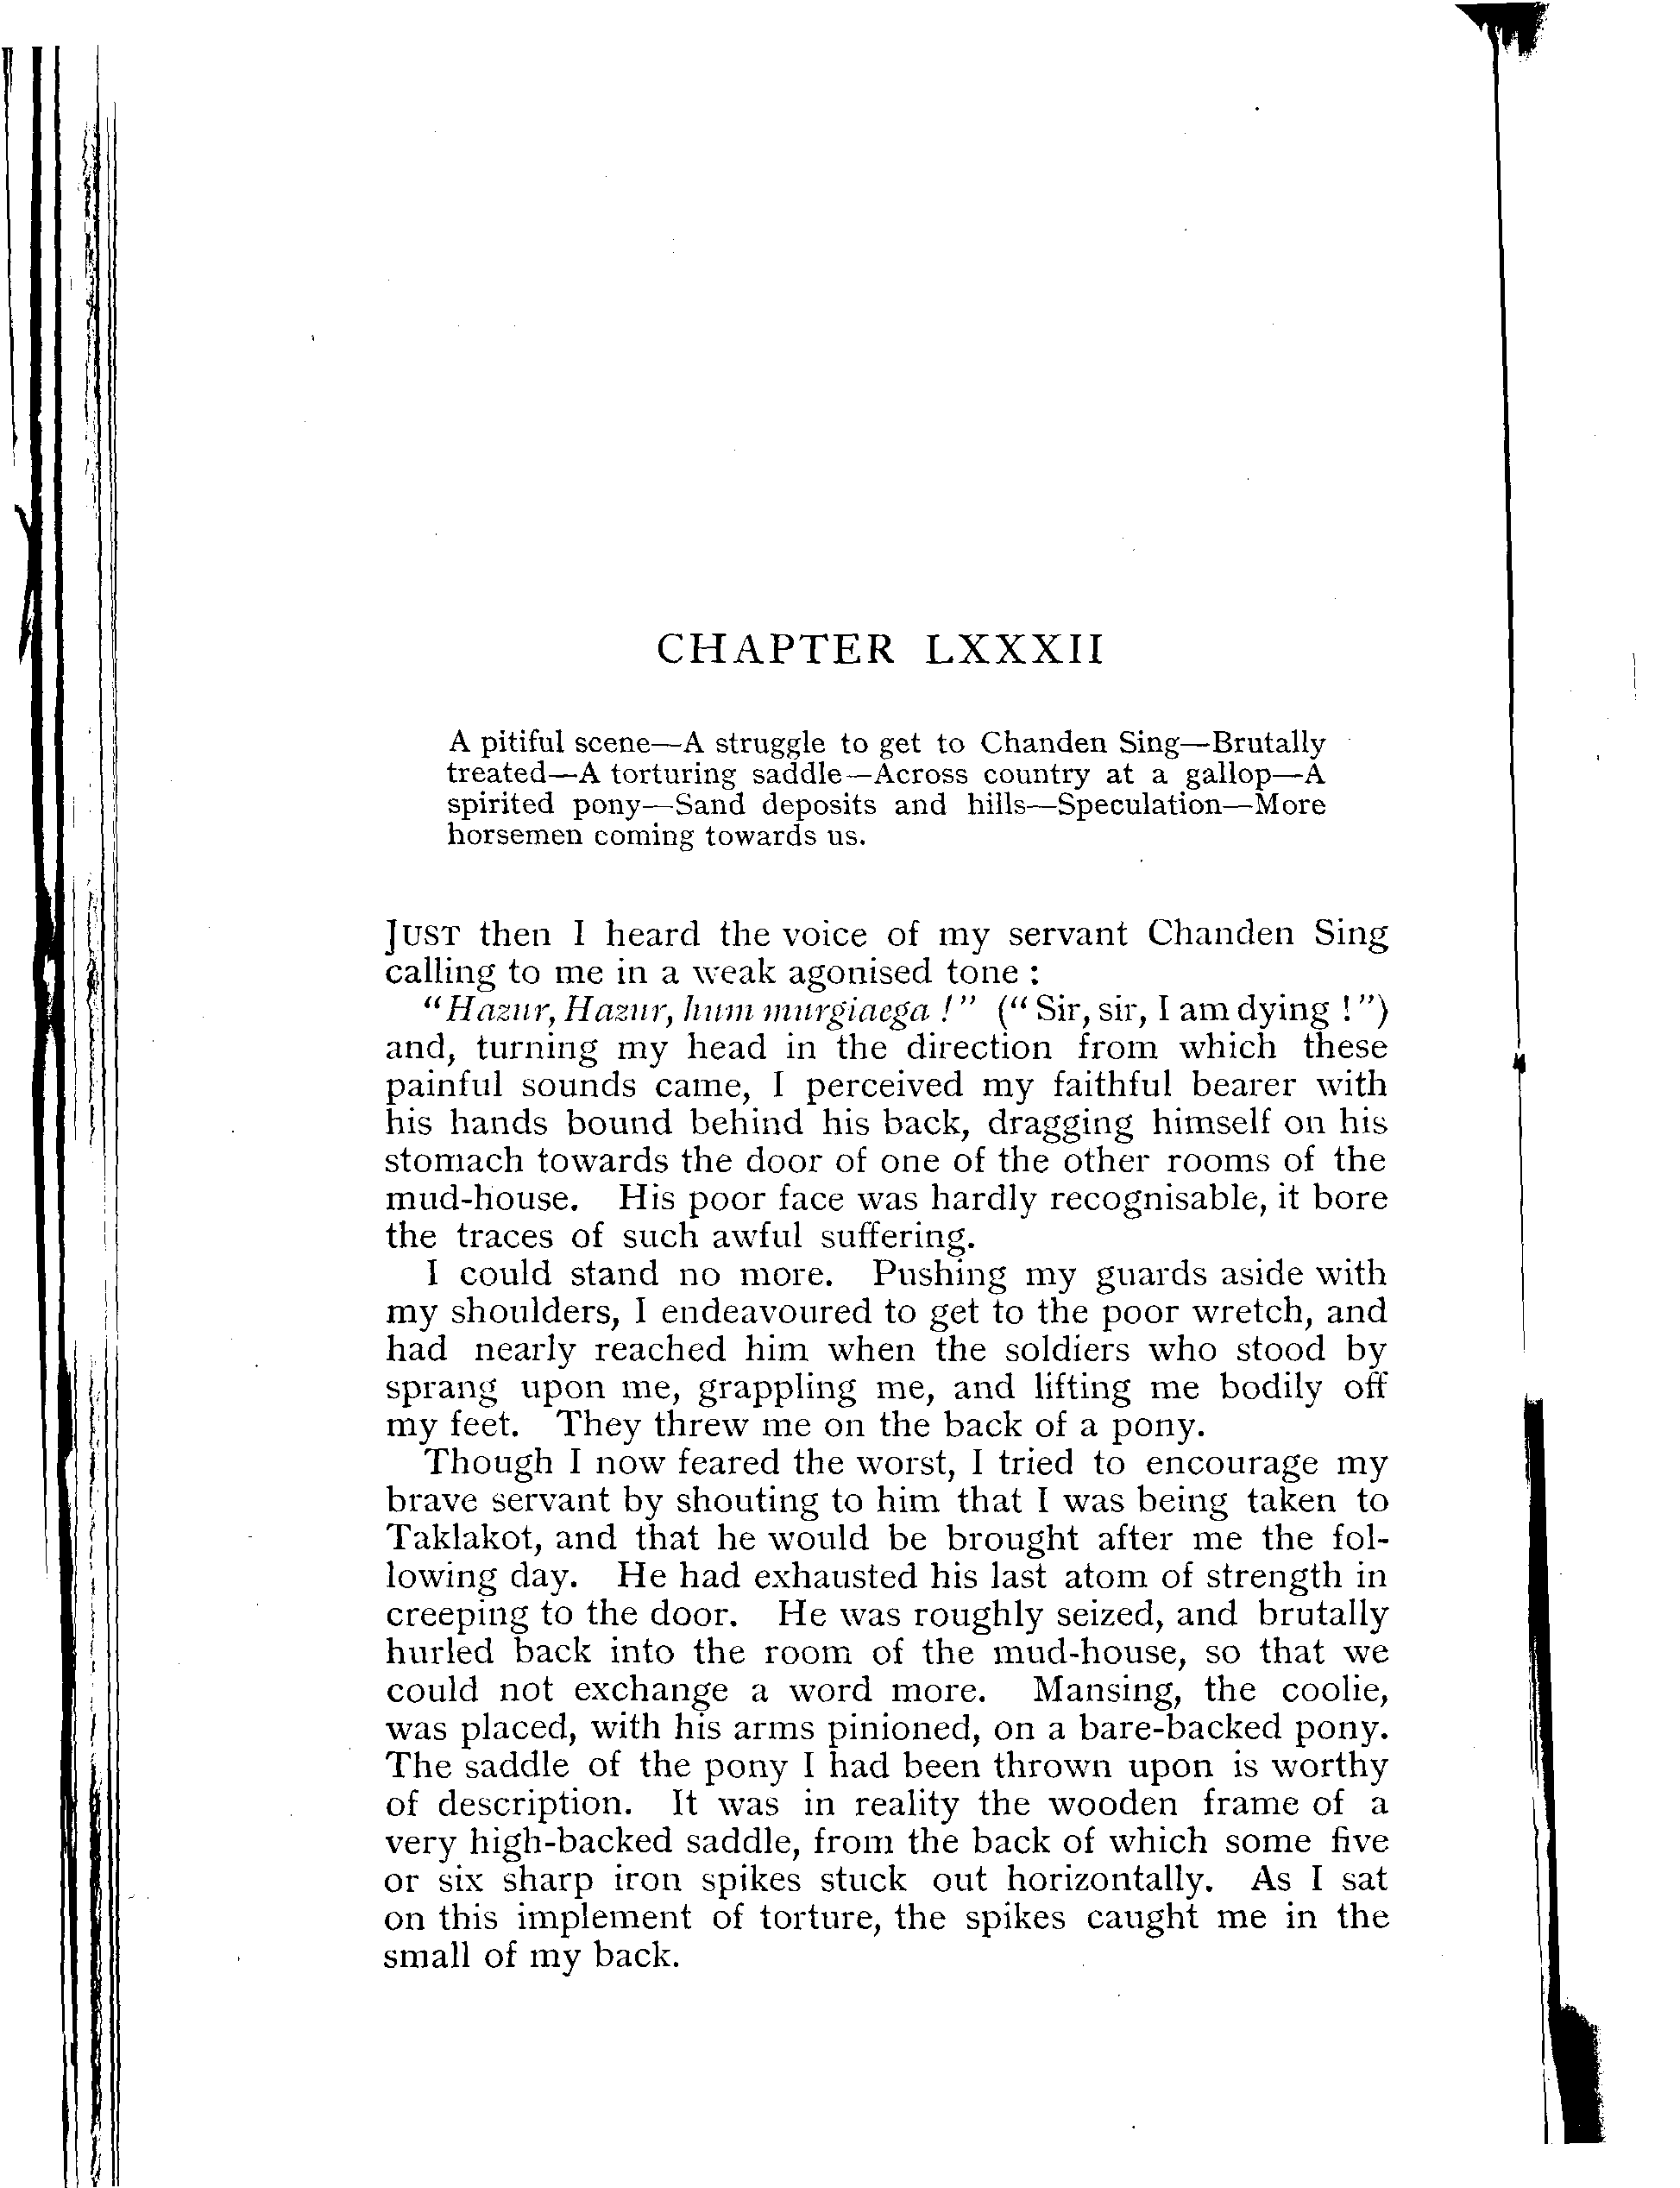 CHAPTER LXXXII
A pitiful scene—A struggle to get to Chanden Sing—Brutally
treated—A torturing saddle—Across country at a gallop—A
spirited pony—Sand deposits and hills—Speculation—More
horsemen coming towards us.
JUST then I heard the voice of my servant Chanden Sing
calling to me in a weak agonised tone :
"Hazur, Hazur, hum murgiaega !" ("Sir, sir, I am dying !")
and, turning my head in the direction from which these
painful sounds came, I perceived my faithful bearer with
his hands bound behind his back, dragging himself on his
stomach towards the door of one of the other rooms of the
mud-house. His poor face was hardly recognisable, it bore
the traces of such awful suffering.
I could stand no more. Pushing my guards aside with
my shoulders, I endeavoured to get to the poor wretch, and
had nearly reached him when the soldiers who stood by
sprang upon me, grappling me, and lifting me bodily off
my feet. They threw me on the back of a pony.
Though I now feared the worst, I tried to encourage my
brave servant by shouting to him that I was being taken to
Taklakot, and that he would be brought after me the fol-
lowing day. He had exhausted his last atom of strength in
creeping to the door. He was roughly seized, and brutally
hurled back into the room of the mud-house, so that we
could not exchange a word more. Mansing, the coolie,
was placed, with his arms pinioned, on a bare-backed pony.
The saddle of the pony I had been thrown upon is worthy
of description. It was in reality the wooden frame of a
very high-backed saddle, from the back of which some five
or six sharp iron spikes stuck out horizontally. As I sat
on this implement of torture, the spikes caught me in the
small of my back.